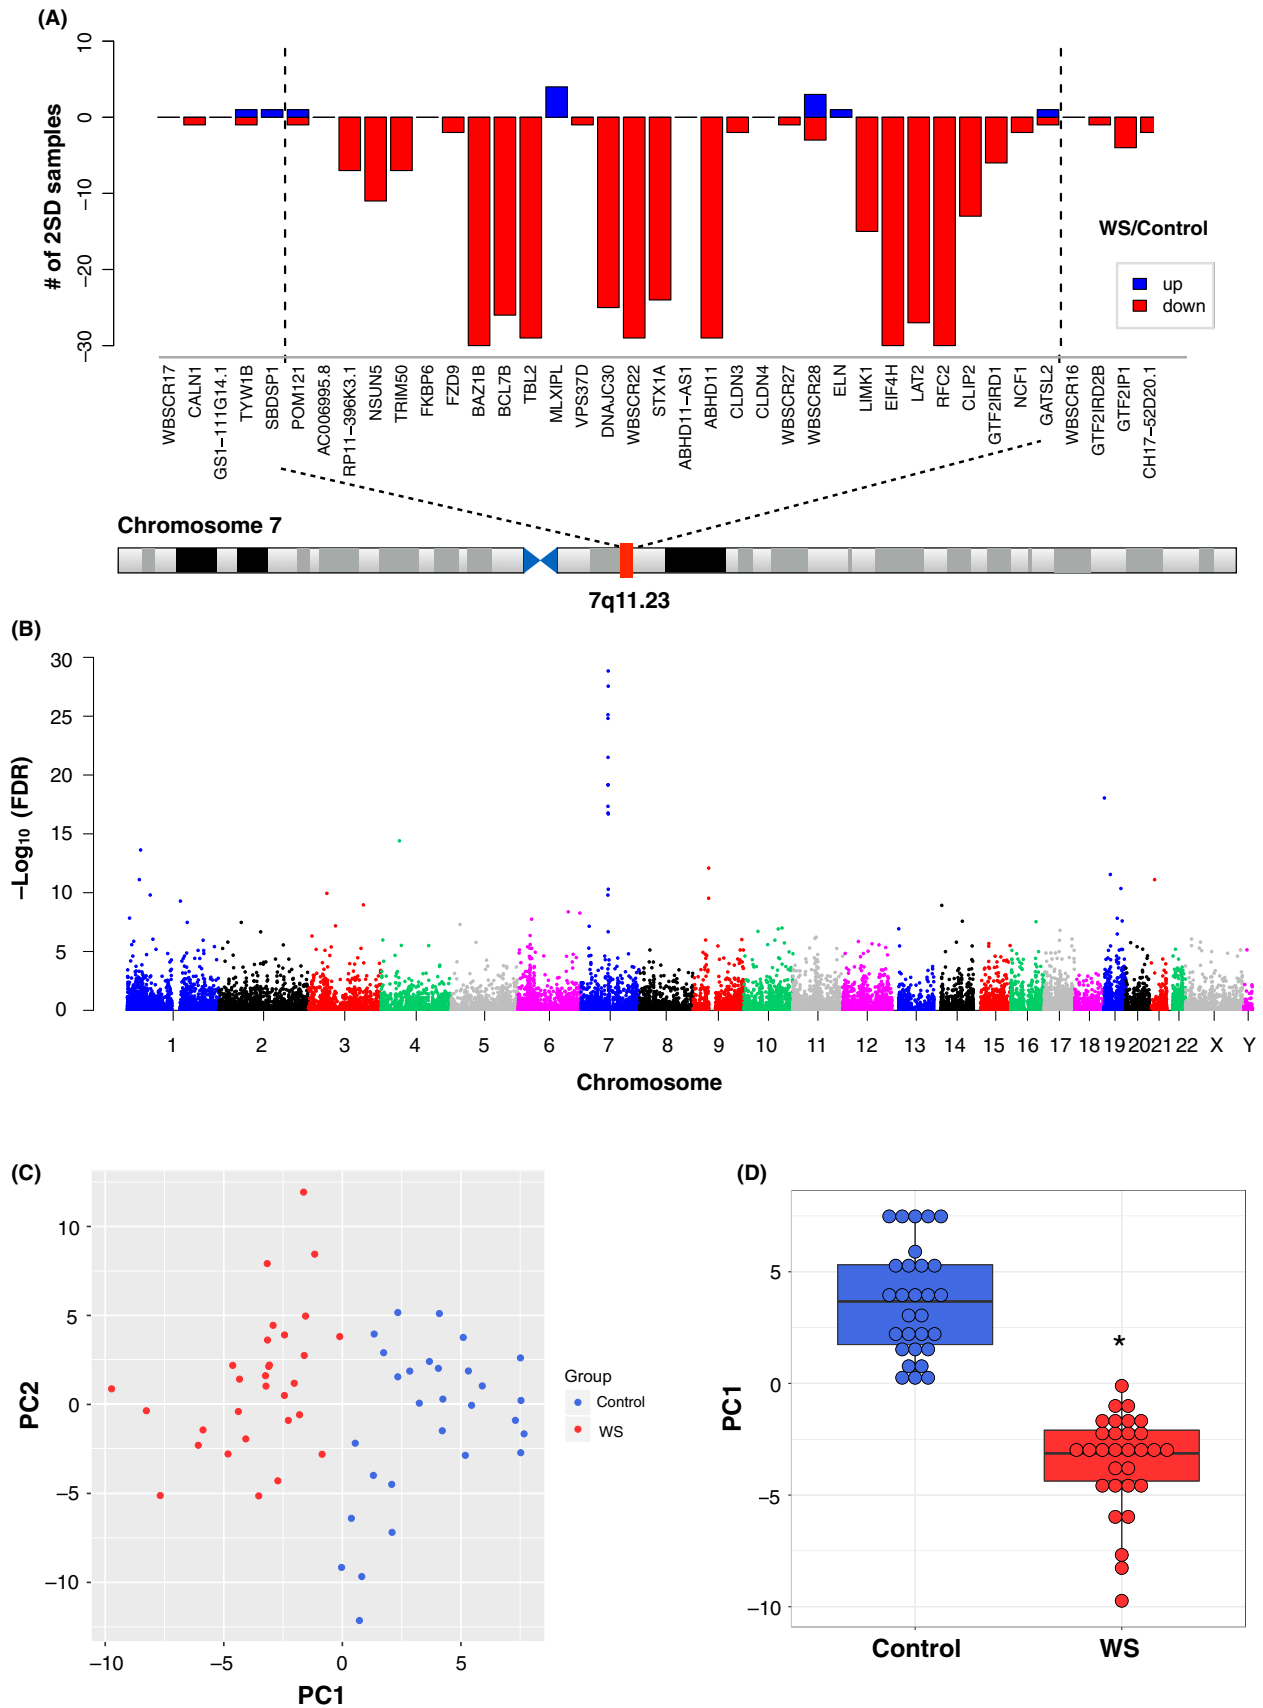 (A)
10
0
−10
−20
−30
# of 2SD samples
WS/Control
up
down
WBSCR17
CALN1
GS1−111G14.1
TYW1B
SBDSP1
POM121
AC006995.8
RP11−396K3.1
NSUN5
TRIM50
FKBP6
FZD9
BAZ1B
BCL7B
TBL2
MLXIPL
VPS37D
DNAJC30
WBSCR22
STX1A
ABHD11−AS1
ABHD11
CLDN3
CLDN4
WBSCR27
WBSCR28
ELN
LIMK1
EIF4H
LAT2
RFC2
CLIP2
GTF2IRD1
NCF1
GATSL2
WBSCR16
GTF2IRD2B
GTF2IP1
CH17−52D20.1
Chromosome 7
7q11.23
(B)
30
25
20
15
10
5
0
−Log10 (FDR)
1 2 3 4 5 6 7 8 9 10 11 12 13 14 15 16 17 18 19 20 21 22 X Y
Chromosome
(C)
10
5
0
−5
−10
PC2
−10 −5 0 5
PC1
Group
Control
WS
(D)
5
0
−5
−10
PC1
*
Control WS